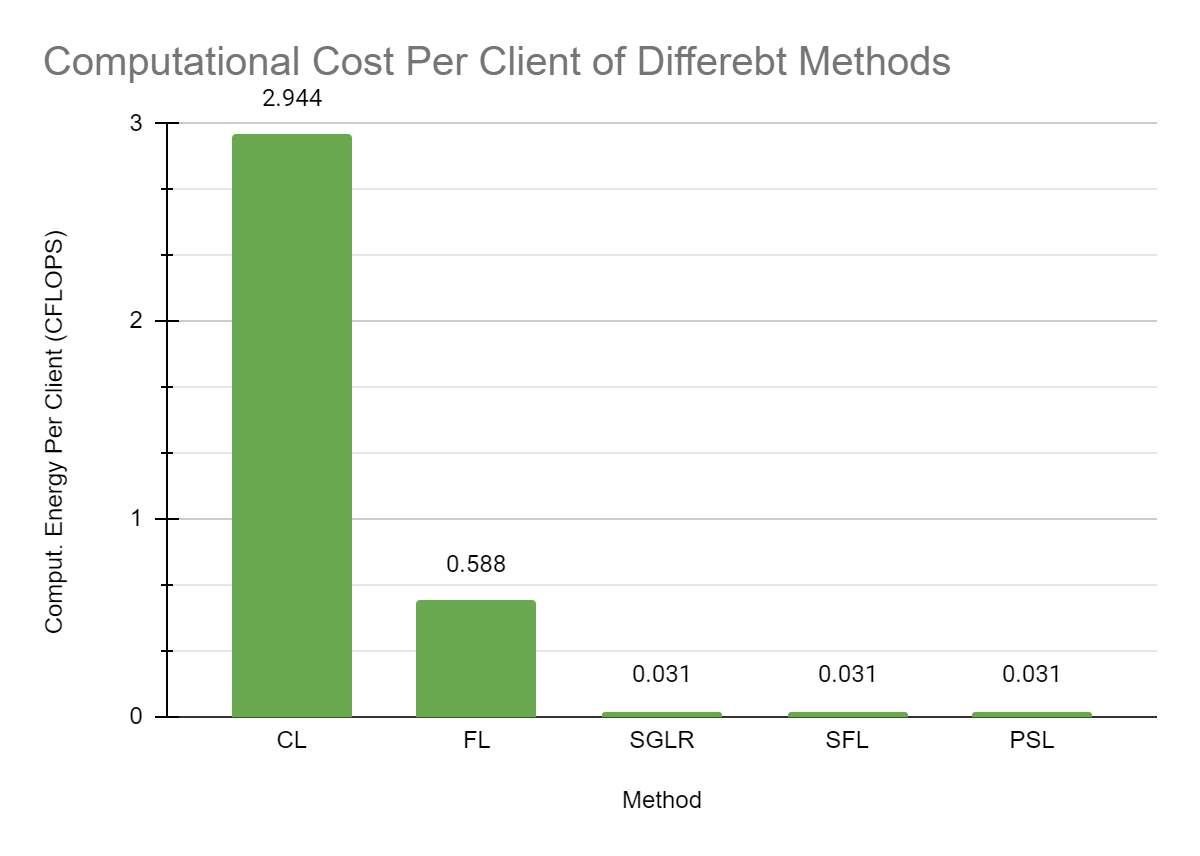 Computational Cost Per Client of Differebt Methods
2.944
3
2
1
0
Comput. Energy Per Client (CFLOPS)
0.588
0.031
0.031
0.031
CL
FL
SGLR
SFL
PSL
Method